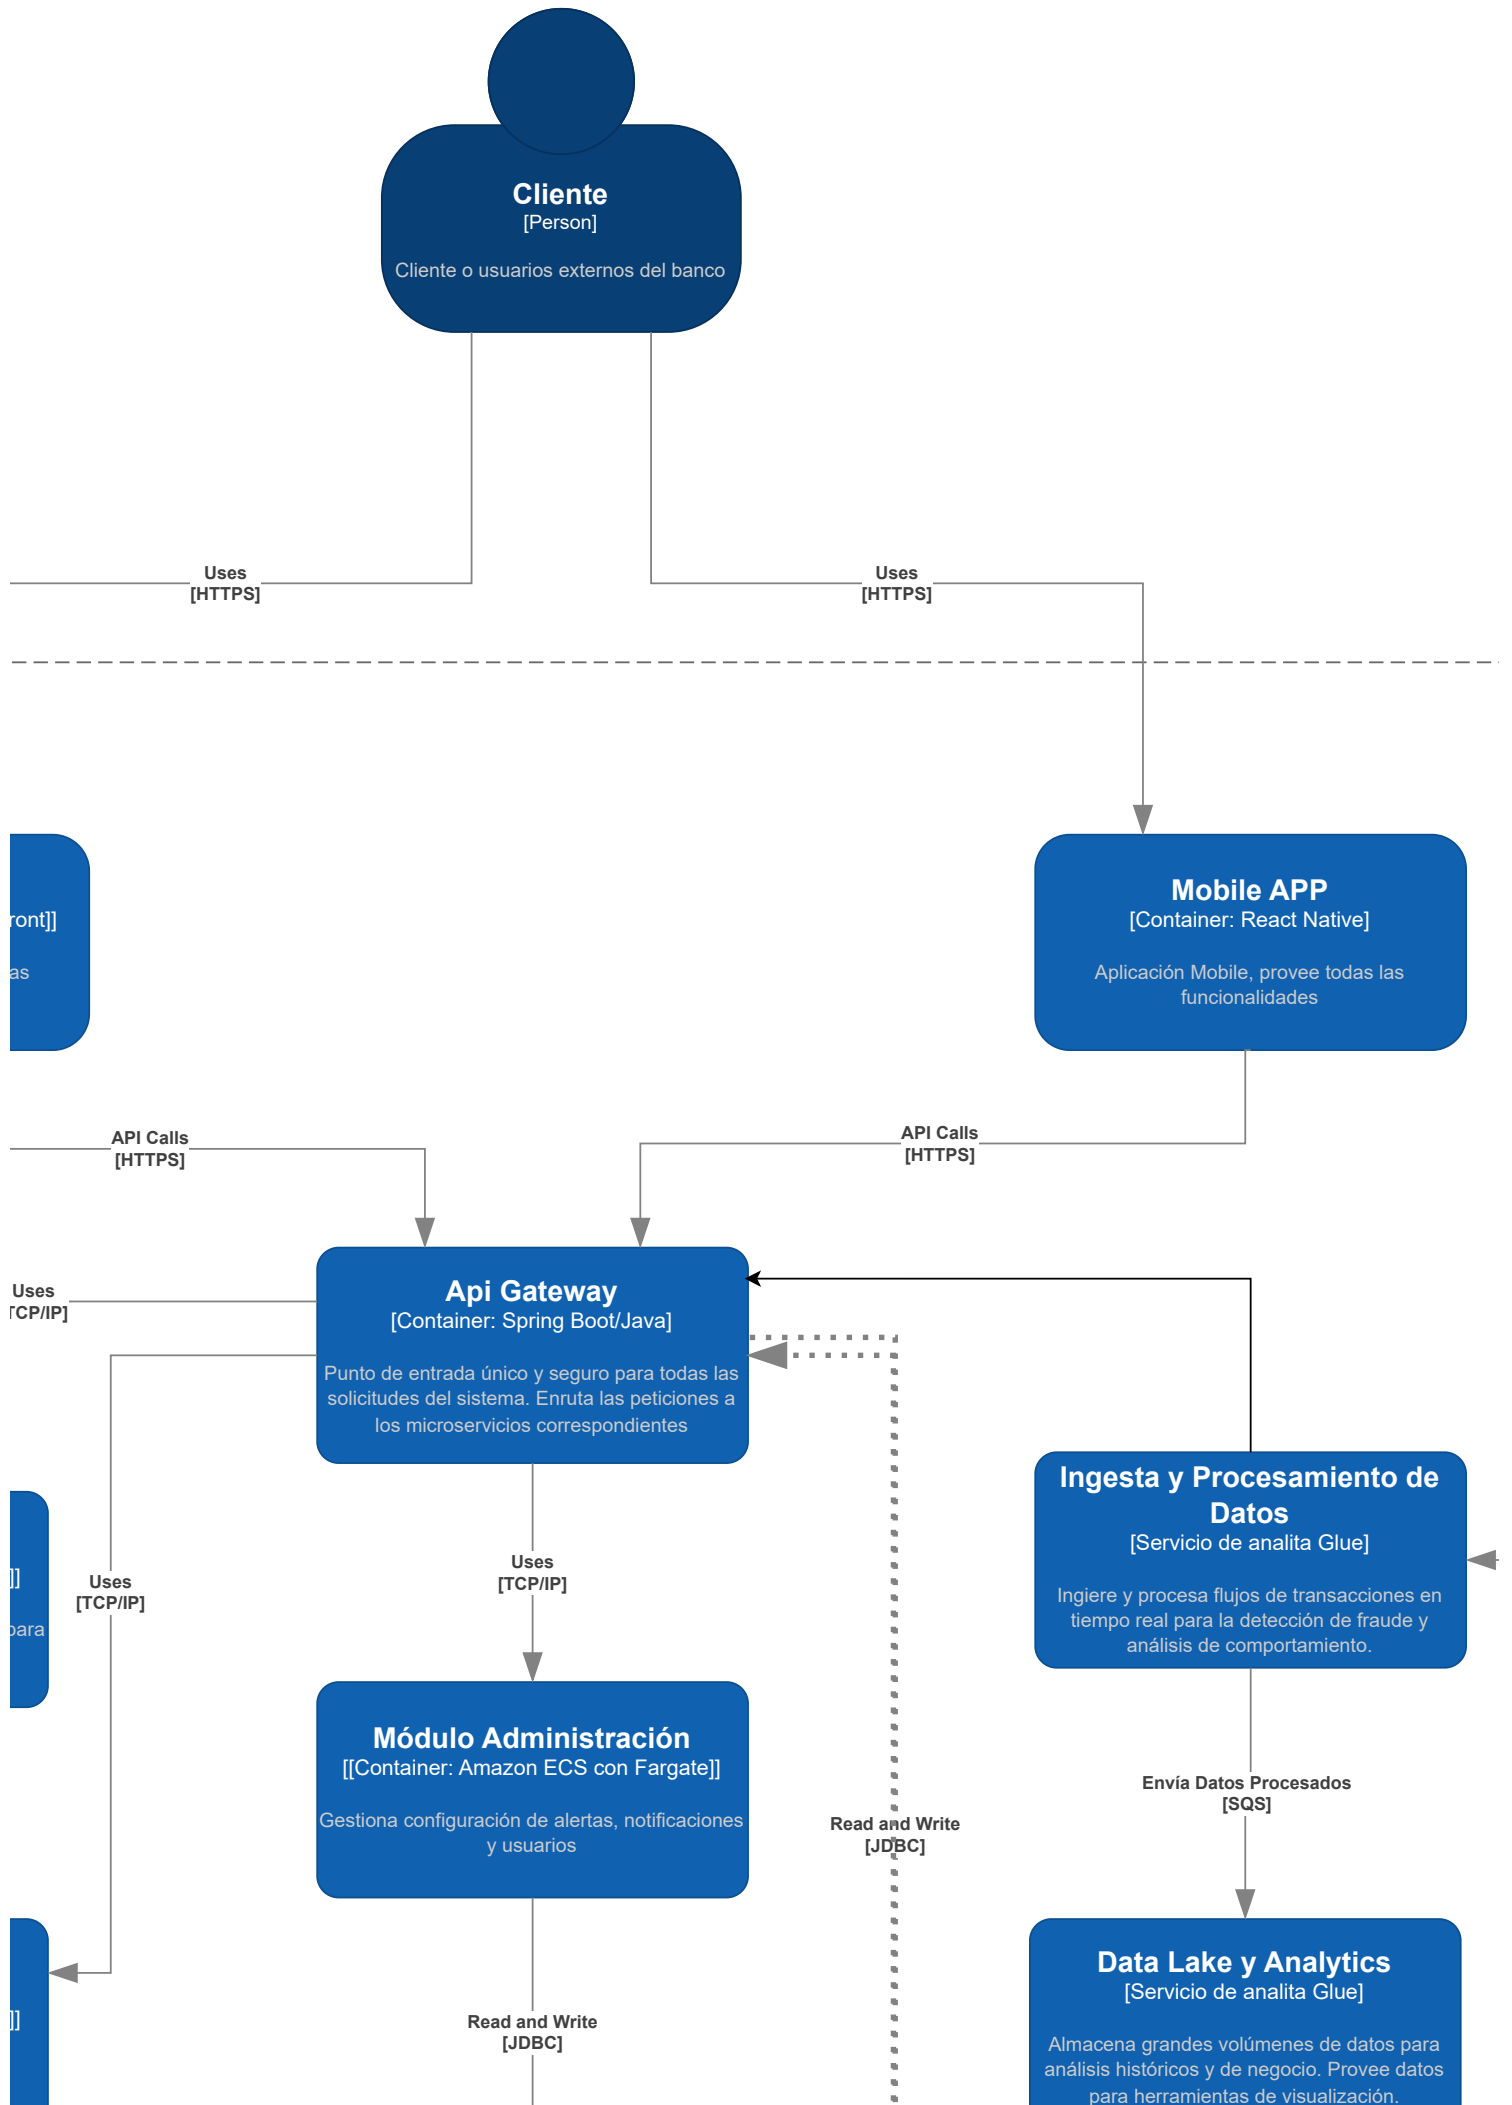 Cliente
[Person]
Cliente o usuarios externos del banco
Uses
[HTTPS]
Uses
[HTTPS]
ront]]
as
Mobile APP
[Container: React Native]
Aplicación Mobile, provee todas las
funcionalidades
API Calls
[HTTPS]
API Calls
[HTTPS]
Uses
TCP/IP]
Api Gateway
[Container: Spring Boot/Java]
Punto de entrada único y seguro para todas las
solicitudes del sistema. Enruta las peticiones a
los microservicios correspondientes
Ingesta y Procesamiento de
Datos
[Servicio de analita Glue]
Ingiere y procesa flujos de transacciones en
tiempo real para la detección de fraude y
análisis de comportamiento.
Uses
[TCP/IP]
]]
para
Uses
[TCP/IP]
Módulo Administración
[[Container: Amazon ECS con Fargate]]
Gestiona configuración de alertas, notificaciones
y usuarios
Envía Datos Procesados
[SQS]
Read and Write
[JDBC]
Data Lake y Analytics
[Servicio de analita Glue]
Almacena grandes volúmenes de datos para
análisis históricos y de negocio. Provee datos
para herramientas de visualización.
]]
Read and Write
[JDBC]